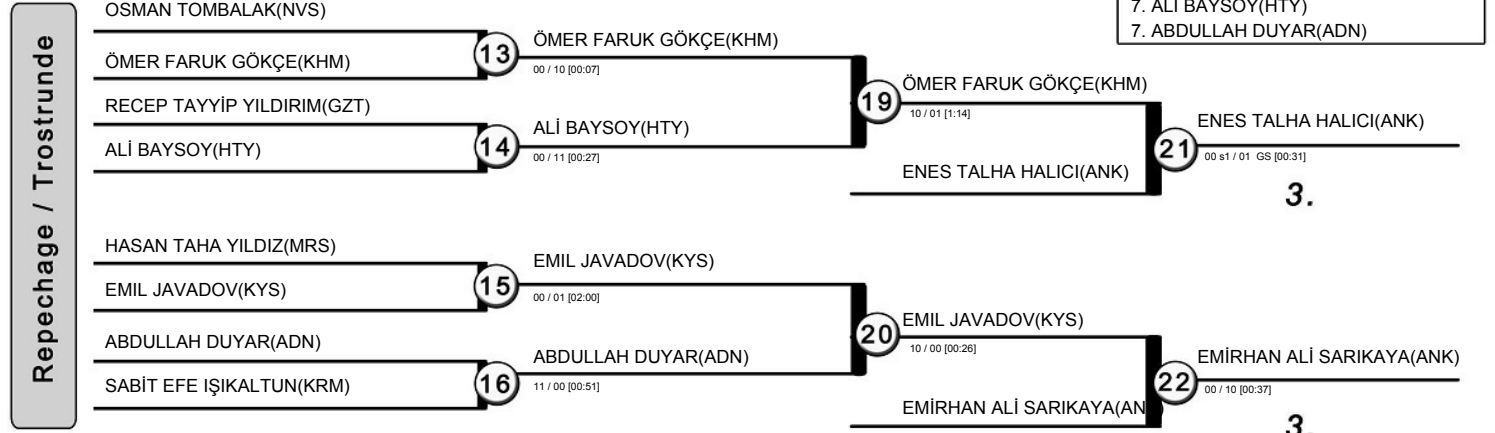 OSMAN TOMBALAK(NVS)
7. ALİ BAYSOY(HTY)
7. ABDULLAH DUYAR(ADN)
Repechage / Trostrunde
ÖMER FARUK GÖKÇE(KHM)
13
ÖMER FARUK GÖKÇE(KHM)
00 / 10 [00:07]
RECEP TAYYİP YILDIRIM(GZT)
ALİ BAYSOY(HTY)
14
ALİ BAYSOY(HTY)
00 / 11 [00:27]
19
ÖMER FARUK GÖKÇE(KHM)
10 / 01 [1:14]
ENES TALHA HALICI(ANK)
21
ENES TALHA HALICI(ANK)
00 s1 / 01 GS [00:31]
3.
HASAN TAHA YILDIZ(MRS)
EMIL JAVADOV(KYS)
15
EMIL JAVADOV(KYS)
00 / 01 [02:00]
ABDULLAH DUYAR(ADN)
SABİT EFE IŞIKALTUN(KRM)
16
ABDULLAH DUYAR(ADN)
11 / 00 [00:51]
20
EMIL JAVADOV(KYS)
10 / 00 [00:26]
EMİRHAN ALİ SARIKAYA(AN
22
EMİRHAN ALİ SARIKAYA(ANK)
00 / 10 [00:37]
3.